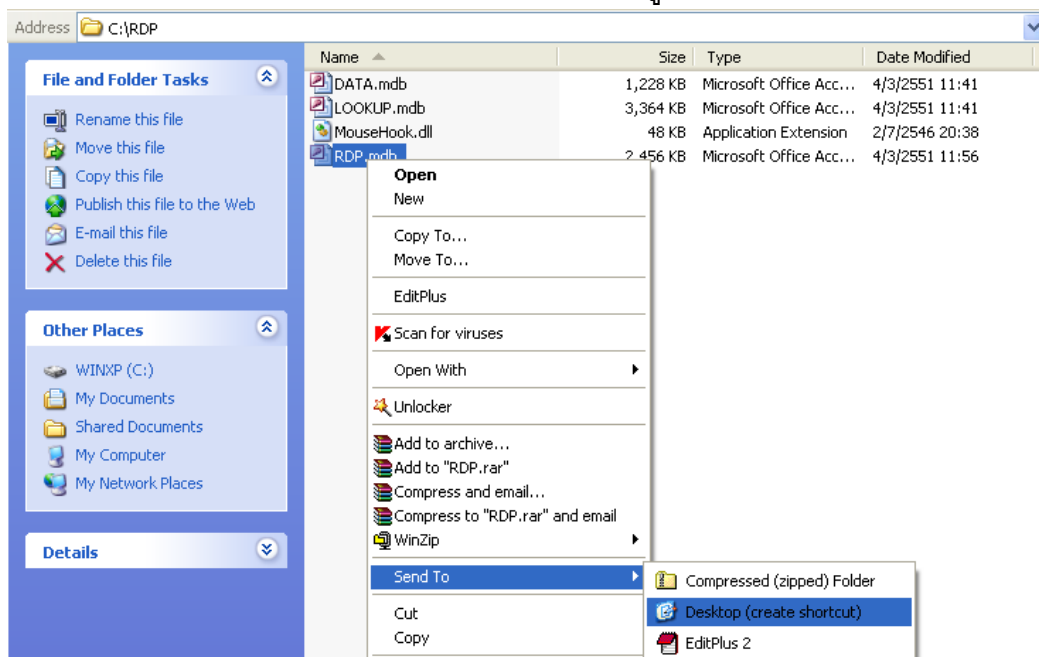 Address C:\RDP
Name Size Type Date Modified
DATA.mdb 1,228 KB Microsoft Office Acc... 4/3/2551 11:41
LOOKUP.mdb 3,364 KB Microsoft Office Acc... 4/3/2551 11:41
MouseHook.dll 48 KB Application Extension 2/7/2546 20:38
RDP.mdb 2,456 KB Microsoft Office Acc... 4/3/2551 11:56
File and Folder Tasks
Rename this file
Move this file
Copy this file
Publish this file to the Web
E-mail this file
Delete this file
Other Places
WINXP (C:)
My Documents
Shared Documents
My Computer
My Network Places
Details
Open
New
Copy To...
Move To...
EditPlus
Scan for viruses
Open With
Unlocker
Add to archive...
Add to "RDP.rar"
Compress and email...
Compress to "RDP.rar" and email
WinZip
Send To
Cut
Copy
Compressed (zipped) Folder
Desktop (create shortcut)
EditPlus 2